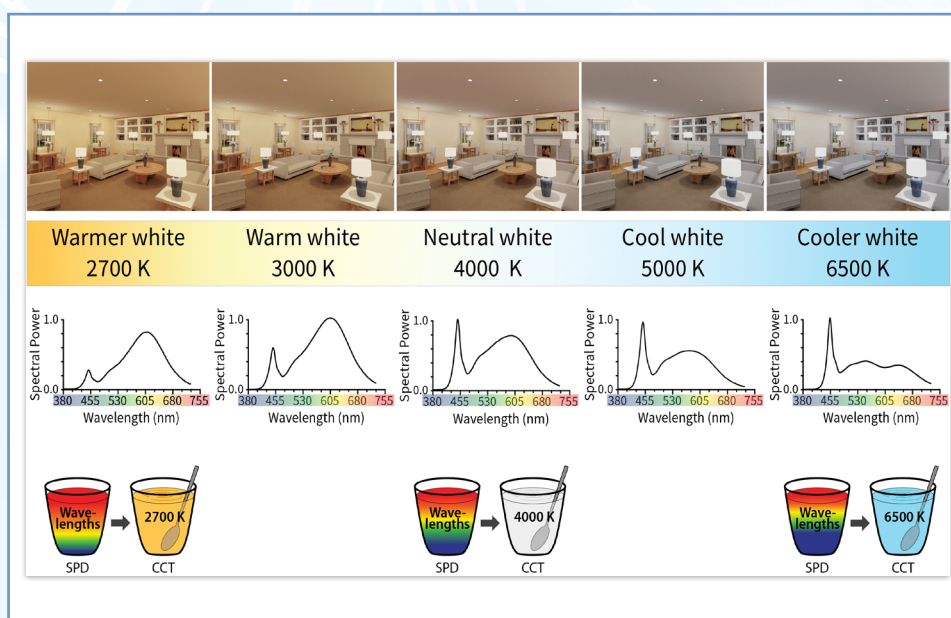 Warmer white
2700 K
Warm white
3000 K
Neutral white
4000 K
Cool white
5000 K
Cooler white
6500 K
Spectral Power
1.0
0.0
380 455 530 605 680 755
Wavelength (nm)
Spectral Power
1.0
0.0
380 455 530 605 680 755
Wavelength (nm)
Spectral Power
1.0
0.0
380 455 530 605 680 755
Wavelength (nm)
Spectral Power
1.0
0.0
380 455 530 605 680 755
Wavelength (nm)
Spectral Power
1.0
0.0
380 455 530 605 680 755
Wavelength (nm)
Wave-
lengths
2700 K
SPD
CCT
Wave-
lengths
4000 K
SPD
CCT
Wave-
lengths
6500 K
SPD
CCT